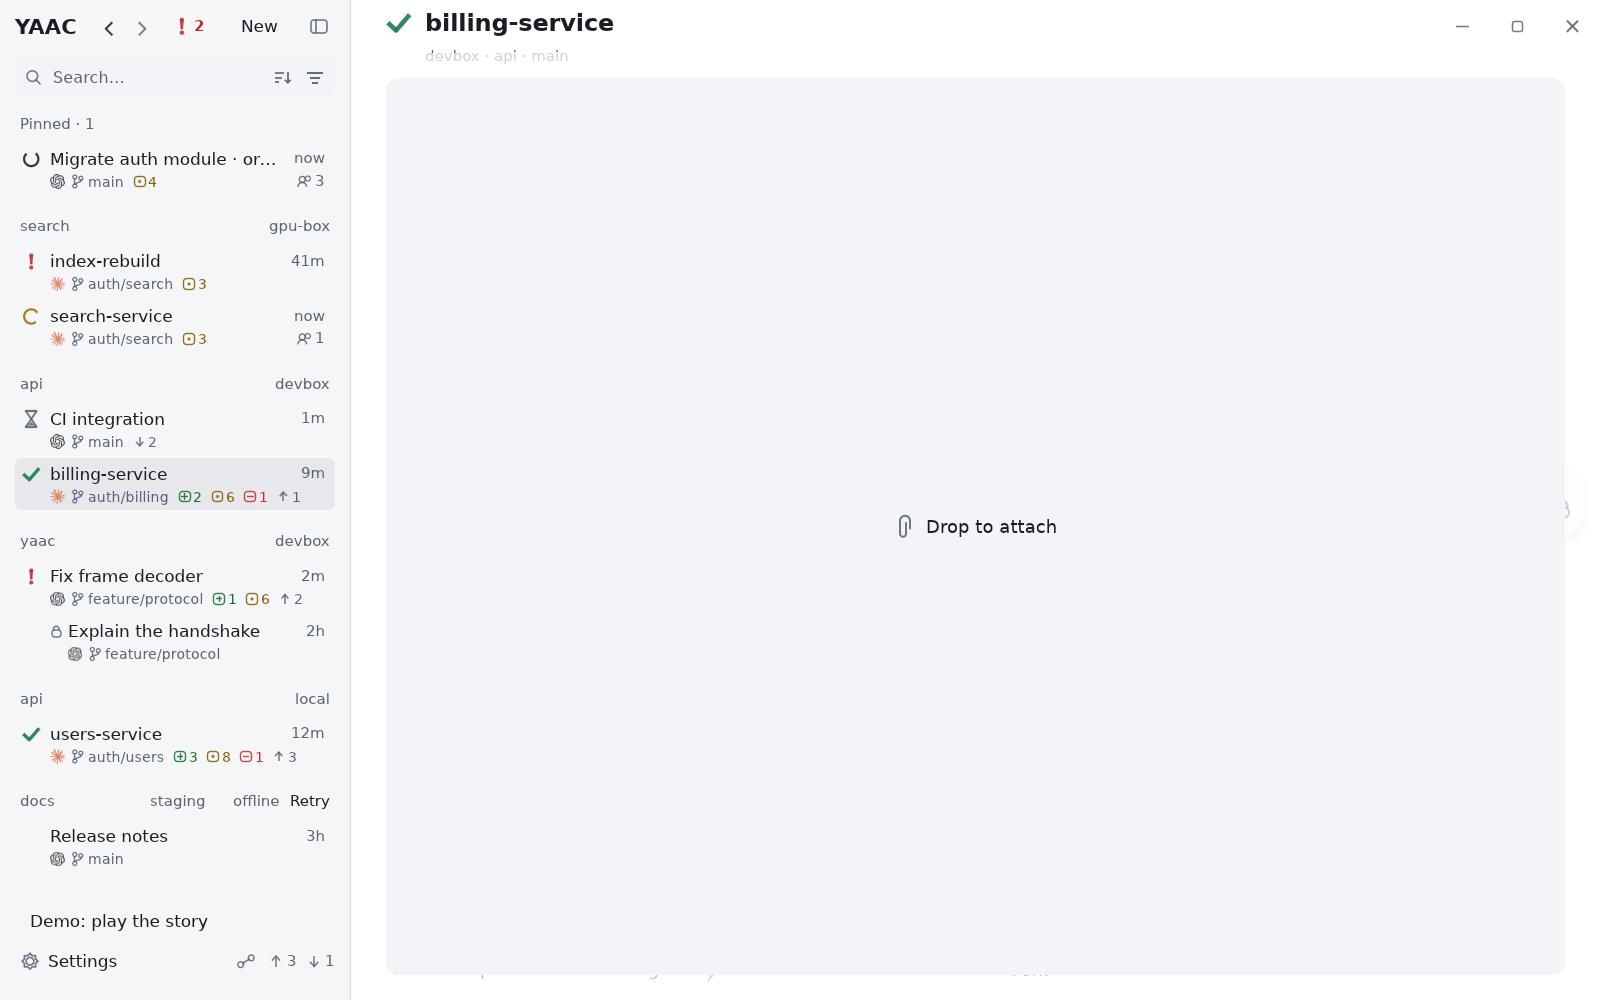 YAAC
2
New
Search...
Pinned · 1
Migrate auth module · or... now
main 4 3
search gpu-box
index-rebuild 41m
auth/search 3
search-service now
auth/search 3 1
api devbox
CI integration 1m
main 2
billing-service 9m
auth/billing 2 6 1 1
yaac devbox
Fix frame decoder 2m
feature/protocol 1 6 2
Explain the handshake 2h
feature/protocol
api local
users-service 12m
auth/users 3 8 1 3
docs staging offline Retry
Release notes 3h
main
Demo: play the story
Settings 3 1
billing-service
devbox · api · main
Drop to attach